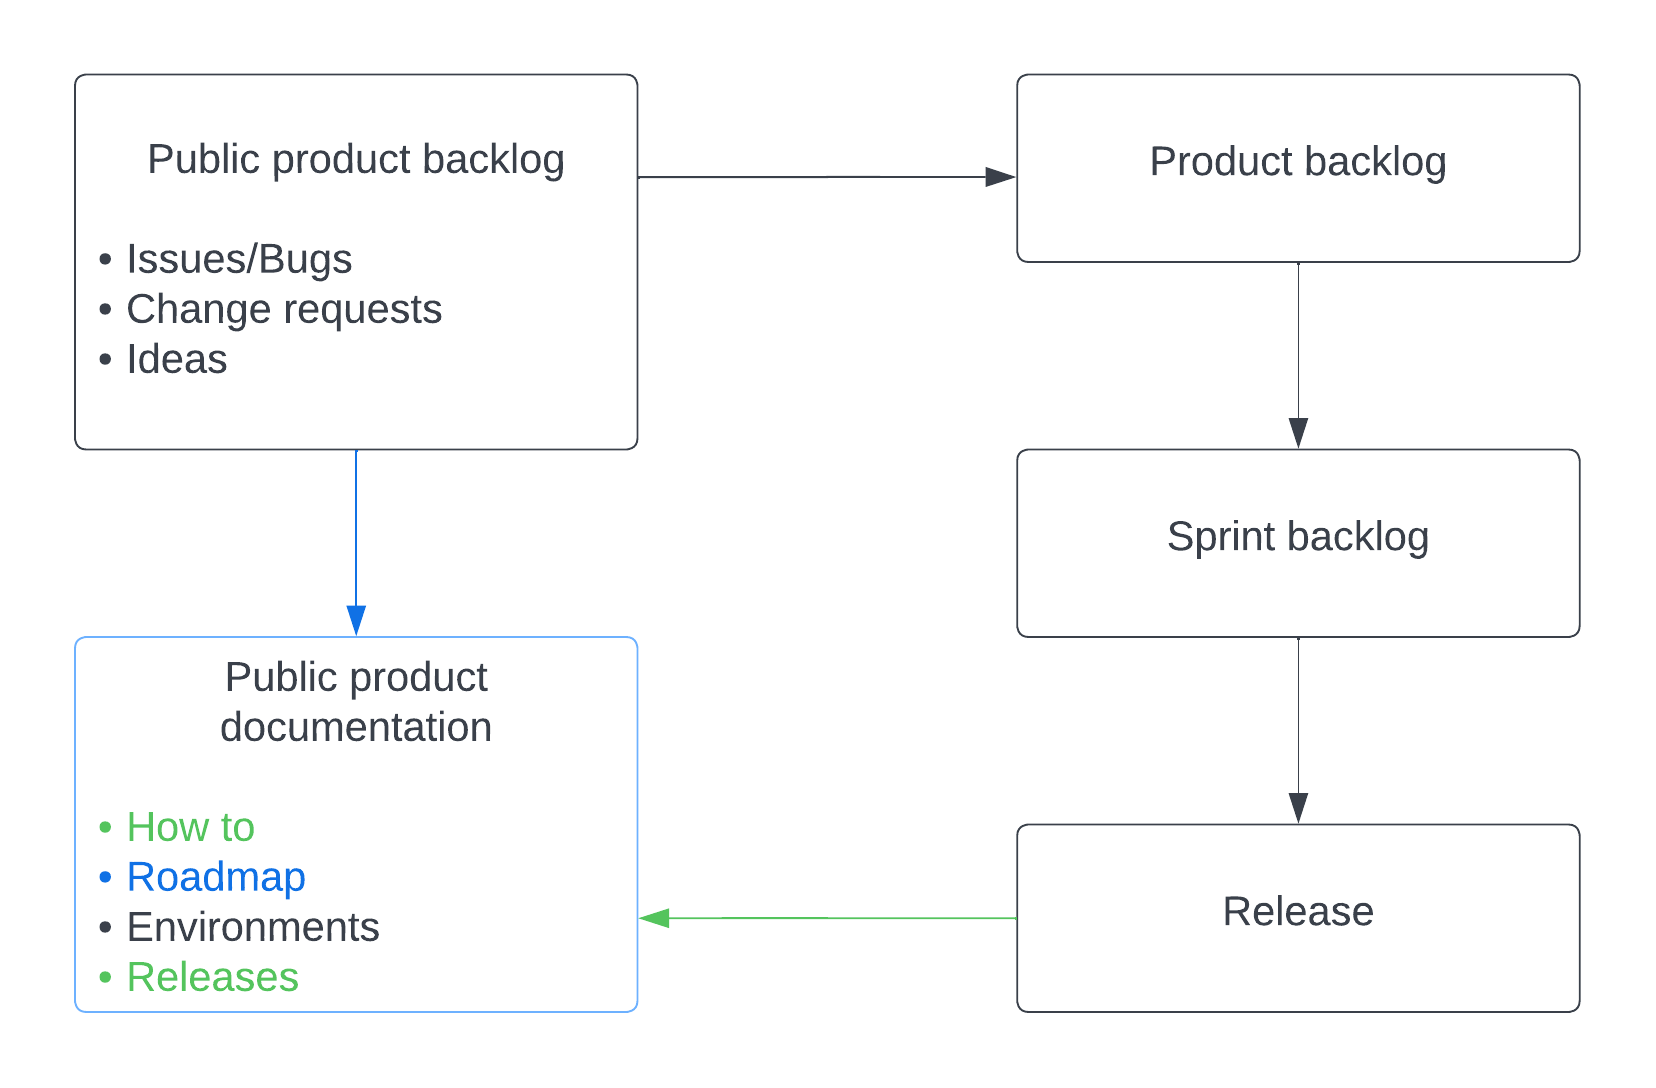 Public product backlog
• Issues/Bugs
• Change requests
• Ideas
Product backlog
Sprint backlog
Public product
documentation
• How to
• Roadmap
• Environments
• Releases
Release